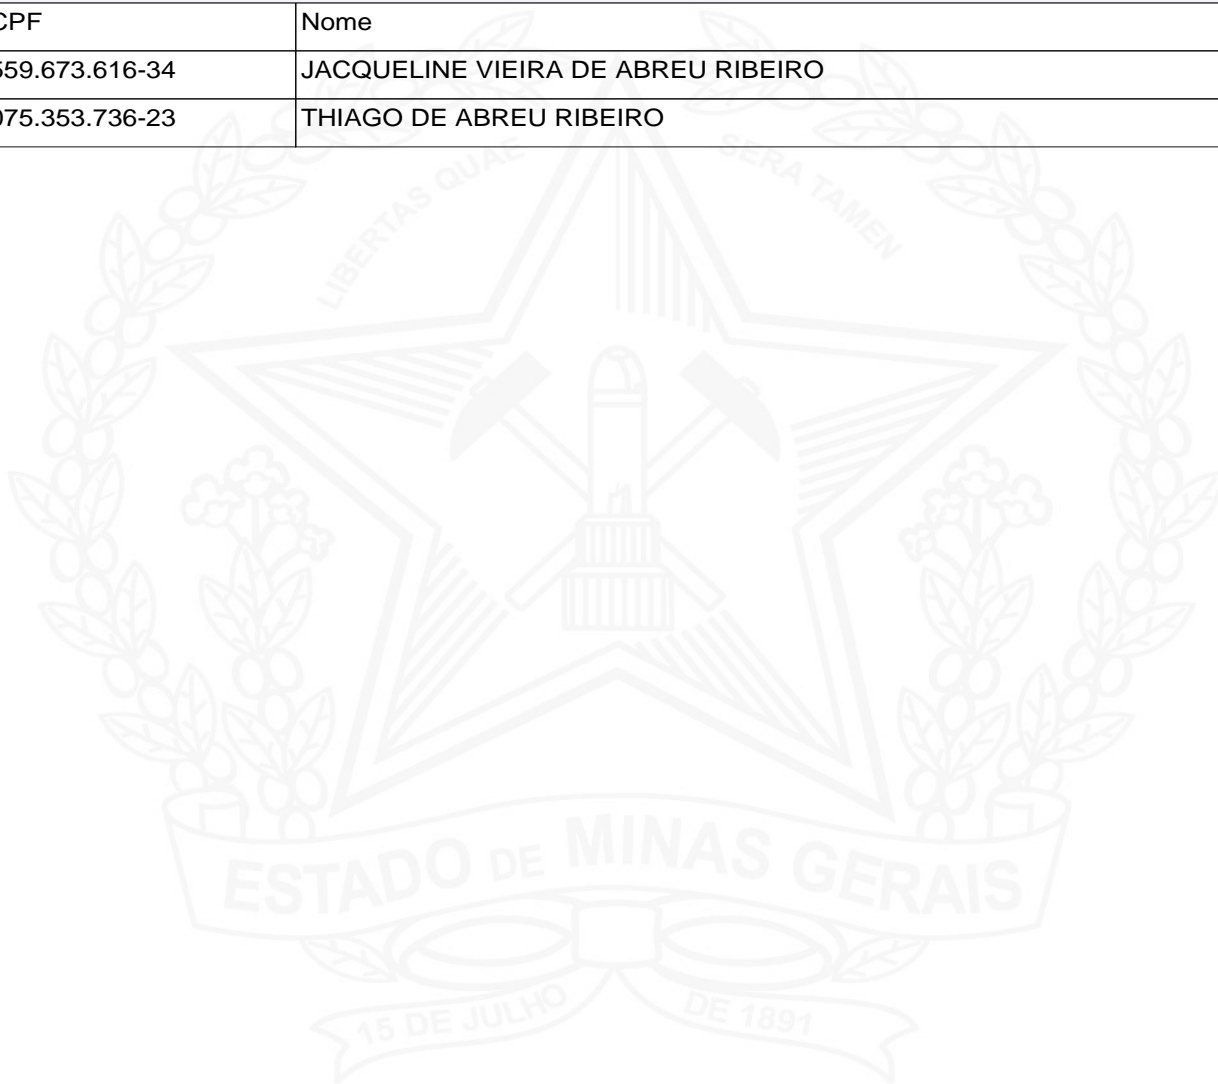 CPF Nome
559.673.616-34 JACQUELINE VIEIRA DE ABREU RIBEIRO
075.353.736-23 THIAGO DE ABREU RIBEIRO
LIBERTAS QUAE SERA TAMEN
ESTADO DE MINAS GERAIS
15 DE JULHO DE 1891